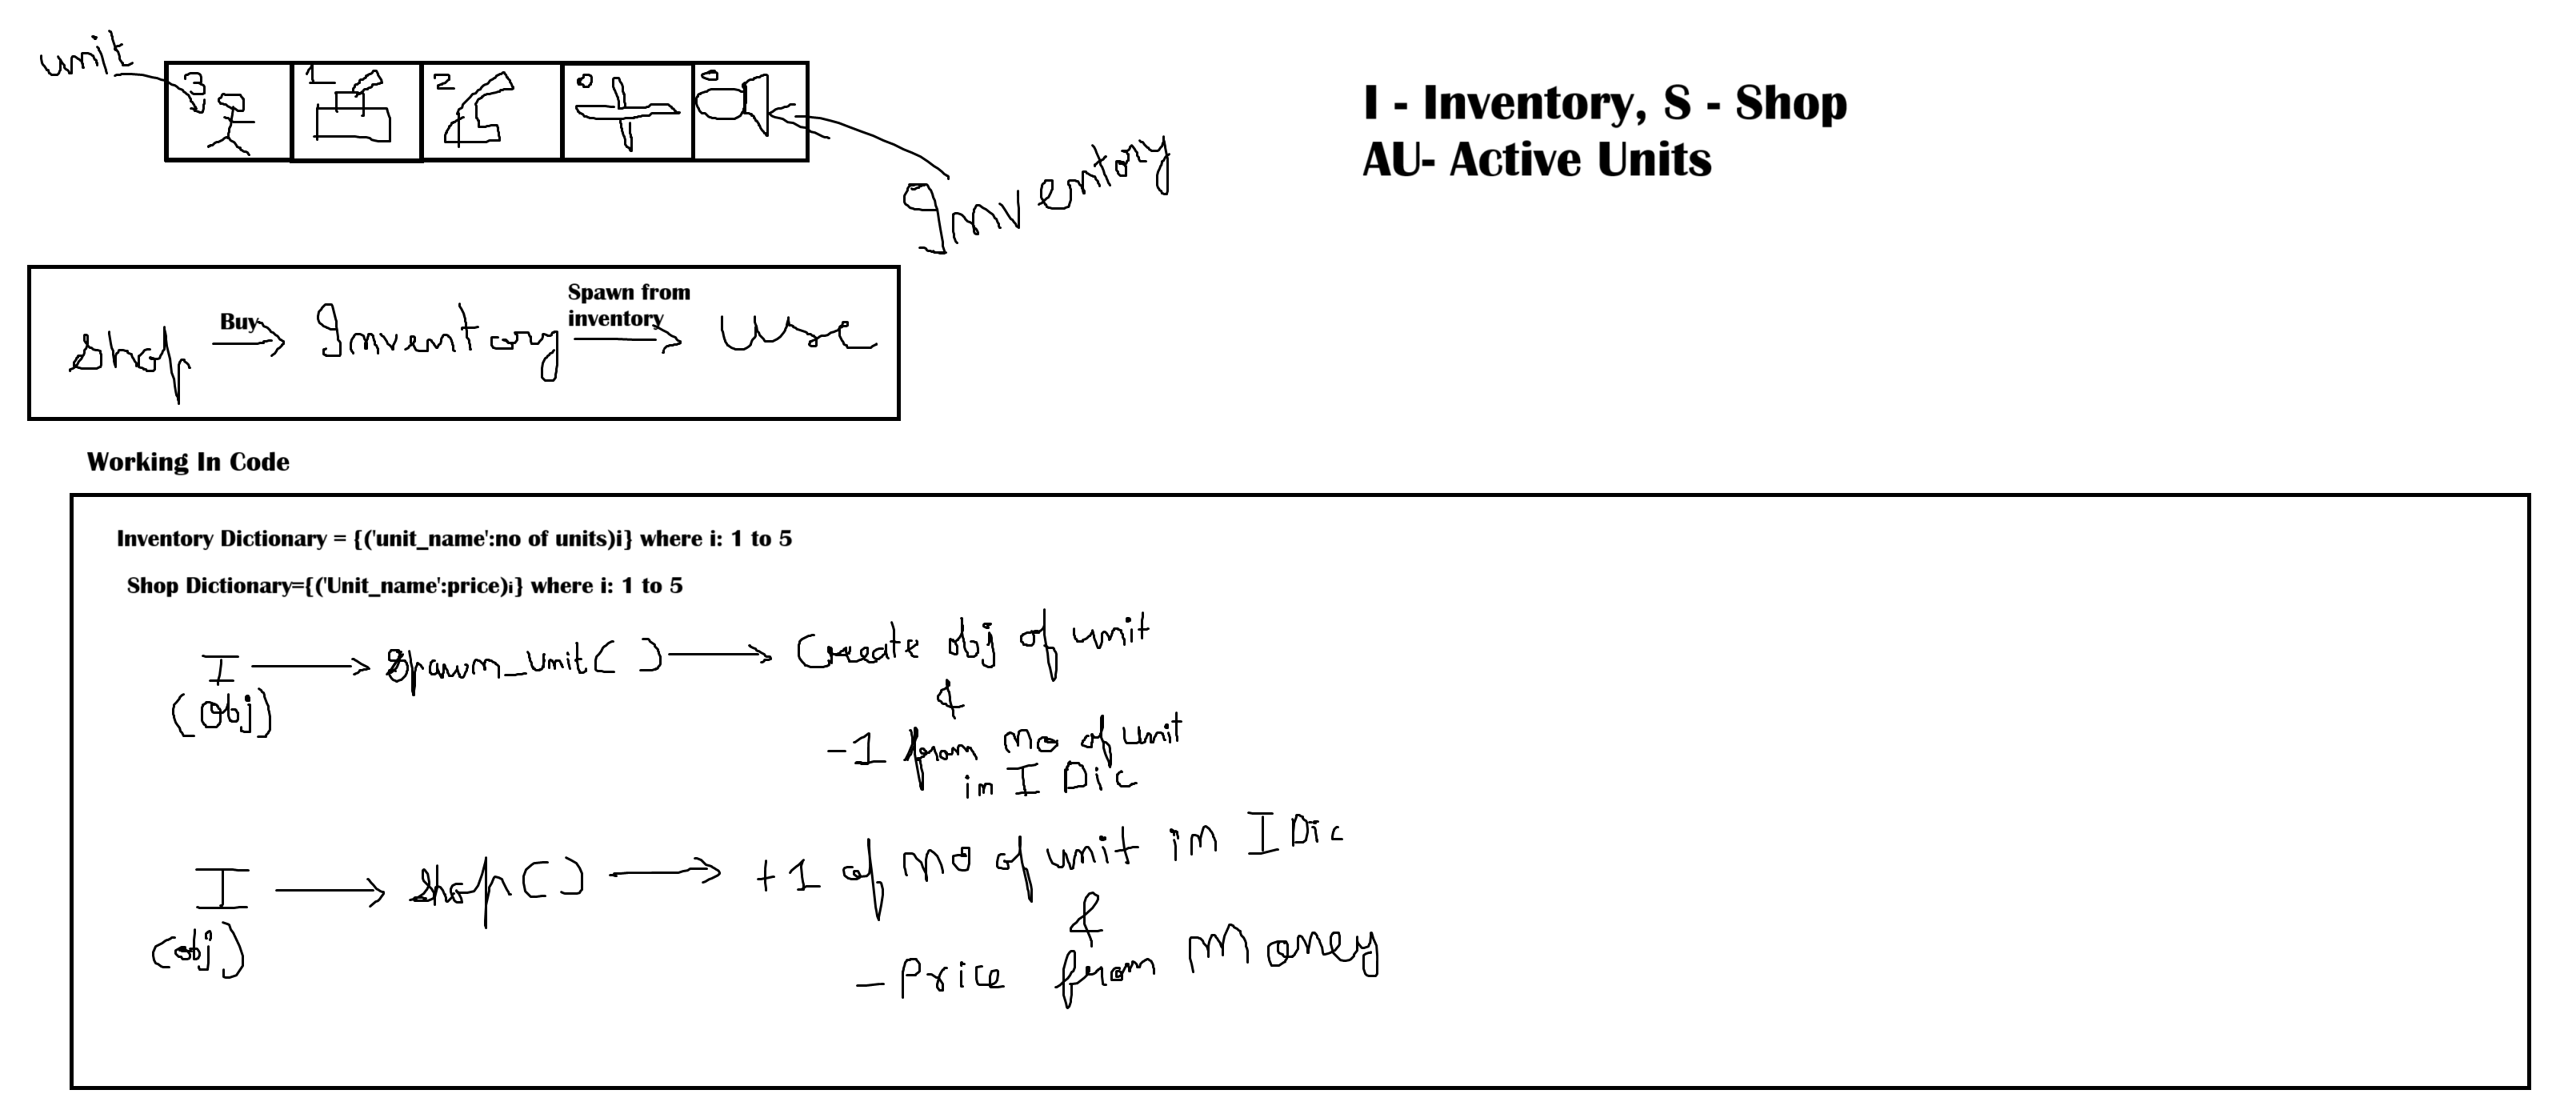 unit
3 1 2 0 0
Inventory
I - Inventory, S - Shop
AU- Active Units
Shop Buy Inventory Spawn from inventory use
Working In Code
Inventory Dictionary = {('unit_name':no of units)i} where i: 1 to 5
Shop Dictionary={('Unit_name':price)i} where i: 1 to 5
I Spawn_Unit( ) Create obj of unit
(Obj)
&
-1 from no of unit
in I Dic
I Shop( ) +1 of no of unit in I Dic
(obj)
&
- Price from Money